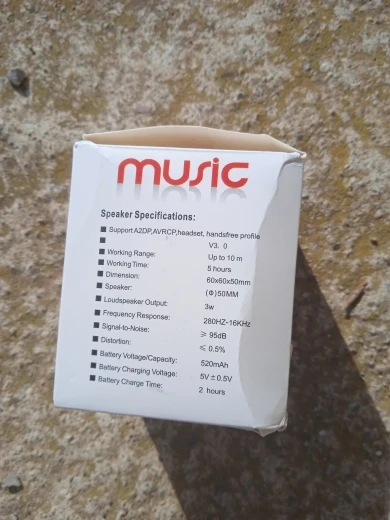 music
Speaker Specifications:
■ Support A2DP,AVRCP,headset, handsfree profile
■ V3. 0
■ Working Range: Up to 10 m
■ Working Time: 5 hours
■ Dimension: 60x60x50mm
■ Speaker: (Φ)50MM
■ Loudspeaker Output: 3w
■ Frequency Response: 280HZ-16KHz
■ Signal-to-Noise: ≥ 95dB
■ Distortion: ≤ 0.5%
■ Battery Voltage/Capacity: 520mAh
■ Battery Charging Voltage: 5V±0.5V
■ Battery Charge Time: 2 hours